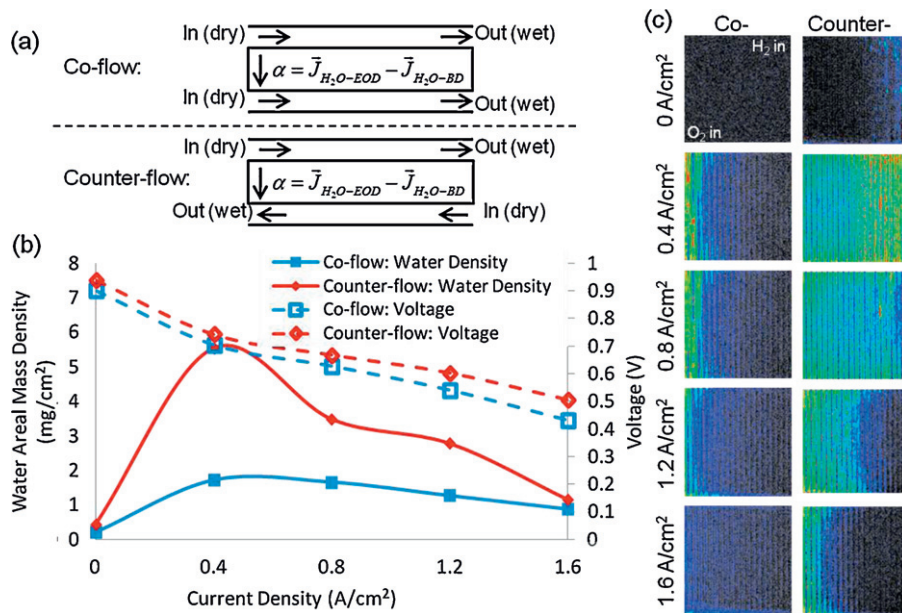 (a)
In (dry)
Out (wet)
Co-flow:
α = J̄_{H₂O-EOD} − J̄_{H₂O-BD}
In (dry)
Out (wet)
In (dry)
Out (wet)
Counter-flow:
α = J̄_{H₂O-EOD} − J̄_{H₂O-BD}
Out (wet)
In (dry)
(b)
Water Areal Mass Density
(mg/cm²)
8
7
6
5
4
3
2
1
0
Co-flow: Water Density
Counter-flow: Water Density
Co-flow: Voltage
Counter-flow: Voltage
1
0.9
0.8
0.7
0.6
0.5
0.4
0.3
0.2
0.1
0
Voltage (V)
0 0.4 0.8 1.2 1.6
Current Density (A/cm²)
(c)
Co- Counter-
H₂ in
O₂ in
0 A/cm²
0.4 A/cm²
0.8 A/cm²
1.2 A/cm²
1.6 A/cm²